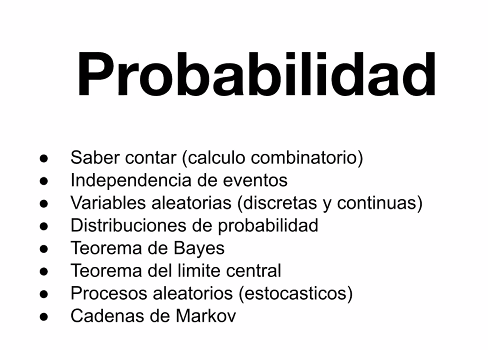 Probabilidad
● Saber contar (calculo combinatorio)
● Independencia de eventos
● Variables aleatorias (discretas y continuas)
● Distribuciones de probabilidad
● Teorema de Bayes
● Teorema del limite central
● Procesos aleatorios (estocasticos)
● Cadenas de Markov